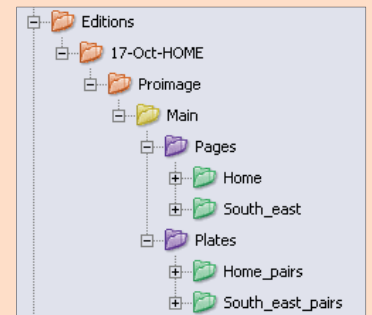 Editions
17-Oct-HOME
Proimage
Main
Pages
Home
South_east
Plates
Home_pairs
South_east_pairs